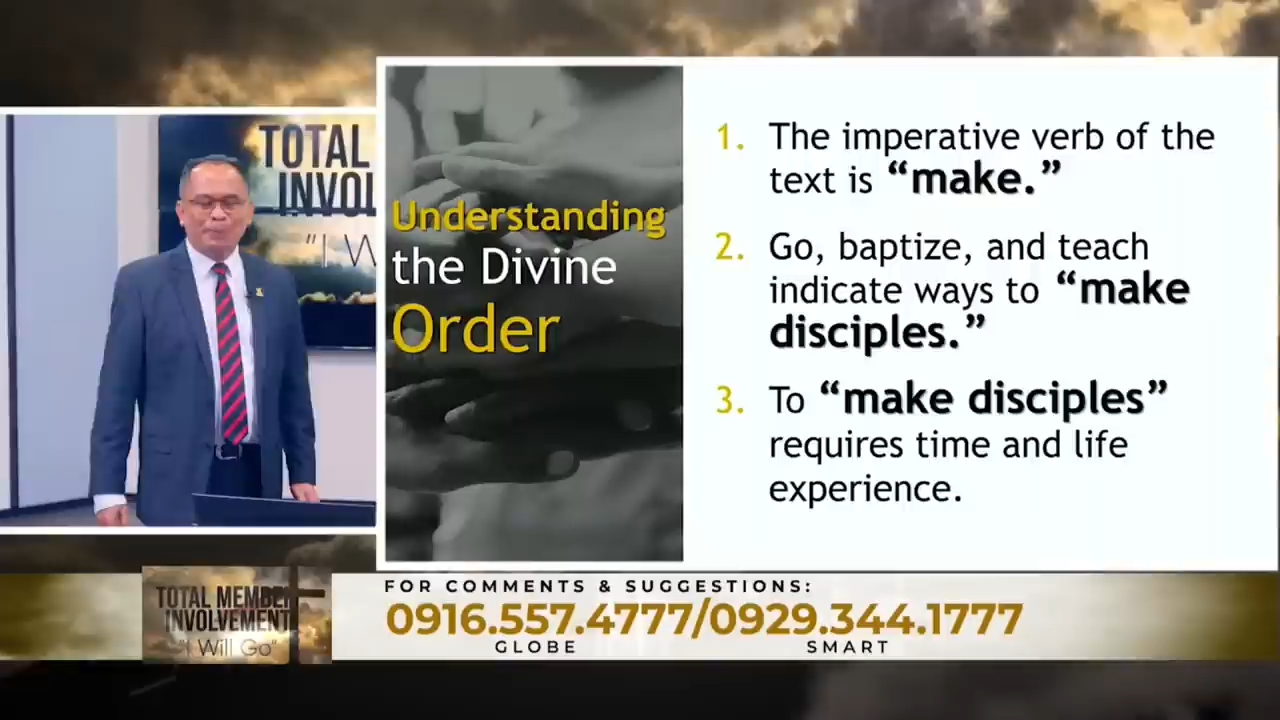 TOTAL
INVOL
"I W
Understanding
the Divine
Order
1. The imperative verb of the
text is “make.”
2. Go, baptize, and teach
indicate ways to “make
disciples.”
3. To “make disciples”
requires time and life
experience.
TOTAL MEMBER
INVOLVEMENT
"I Will Go"
FOR COMMENTS & SUGGESTIONS:
0916.557.4777/0929.344.1777
GLOBE SMART